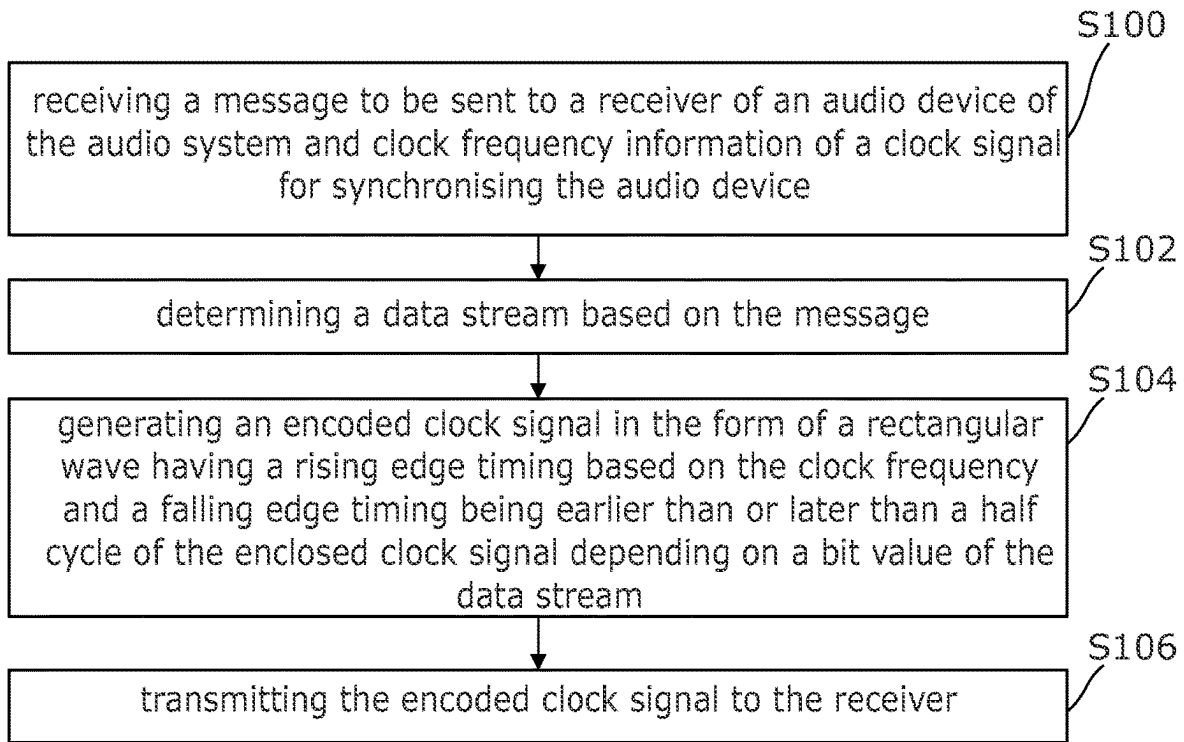 S100
receiving a message to be sent to a receiver of an audio device of
the audio system and clock frequency information of a clock signal
for synchronising the audio device
S102
determining a data stream based on the message
S104
generating an encoded clock signal in the form of a rectangular
wave having a rising edge timing based on the clock frequency
and a falling edge timing being earlier than or later than a half
cycle of the enclosed clock signal depending on a bit value of the
data stream
S106
transmitting the encoded clock signal to the receiver